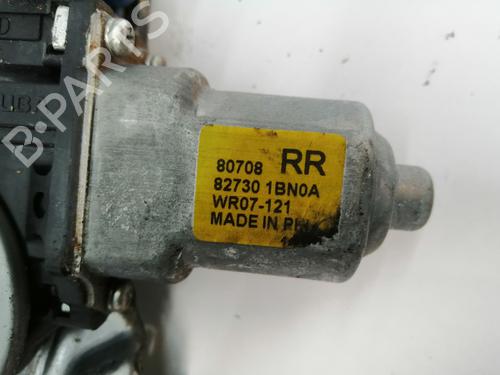 B-PARTS
80708 RR
82730 1BN0A
WR07-121
MADE IN